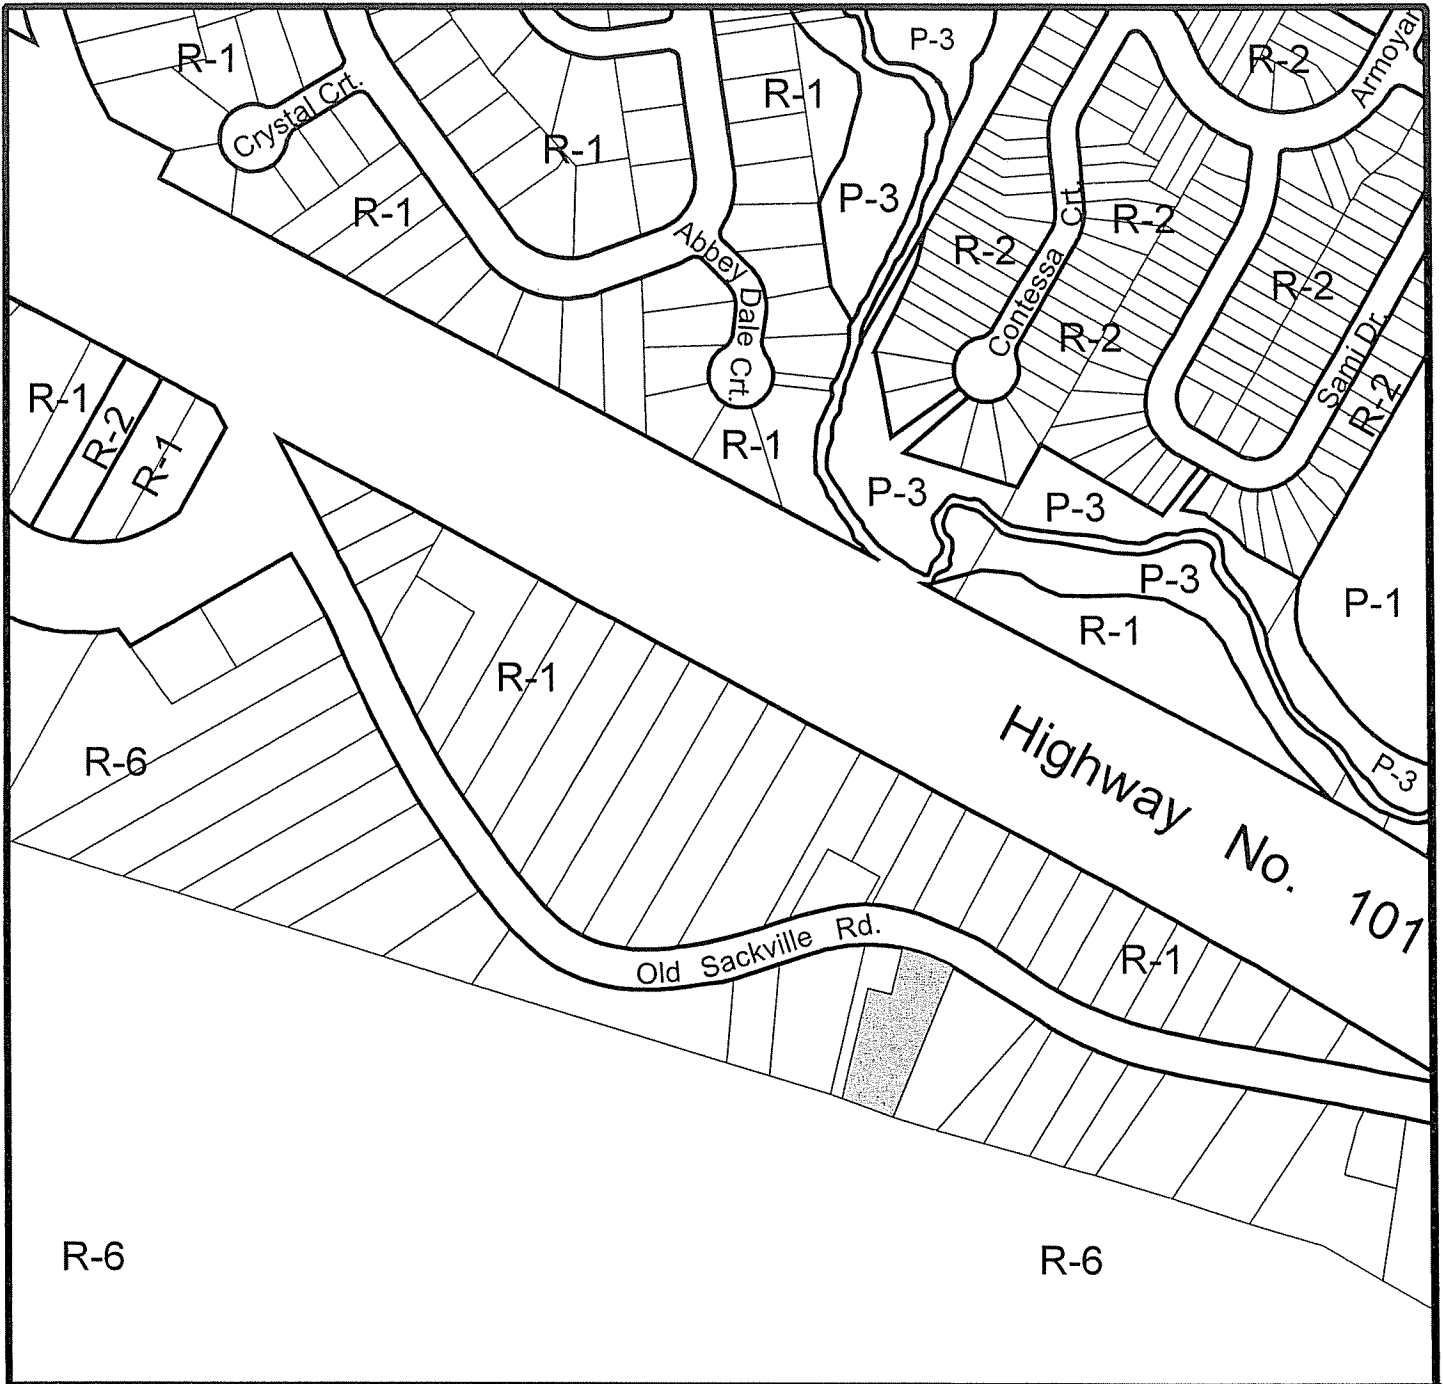 R-1
P-3
R-2
Armoyan
Crystal Crt.
R-1
R-1
R-1
P-3
Contessa Crt.
R-2
R-2
R-2
R-2
Abbey Dale Crt.
Sami Dr.
R-2
R-1
R-2
R-1
R-1
P-3
P-3
P-3
P-1
R-1
R-1
R-6
P-3
Highway No. 101
Old Sackville Rd.
R-1
R-6
R-6